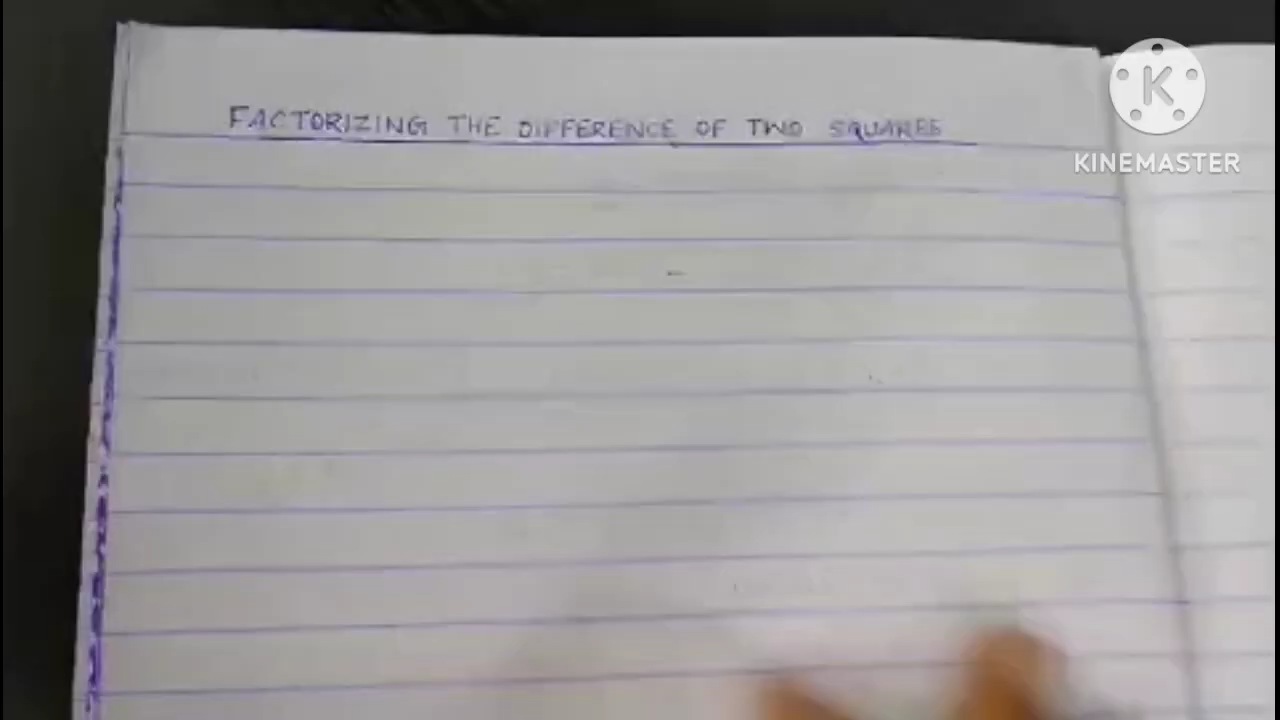 FACTORIZING THE DIFFERENCE OF TWO SQUARES
K
KINEMASTER